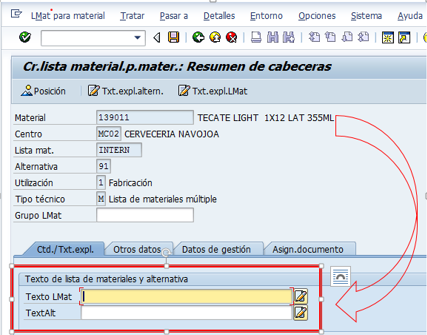 LMat para material Tratar Pasar a Detalles Entorno Opciones Sistema Ayuda
Cr.lista material.p.mater.: Resumen de cabeceras
Posición Txt.expl.altern. Txt.expl.LMat
Material 139011 TECATE LIGHT 1X12 LAT 355ML
Centro MC02 CERVECERIA NAVOJOA
Lista mat. INTERN
Alternativa 91
Utilización 1 Fabricación
Tipo técnico M Lista de materiales múltiple
Grupo LMat
Ctd./Txt.expl. Otros datos Datos de gestión Asign.documento
Texto de lista de materiales y alternativa
Texto LMat
TextAlt